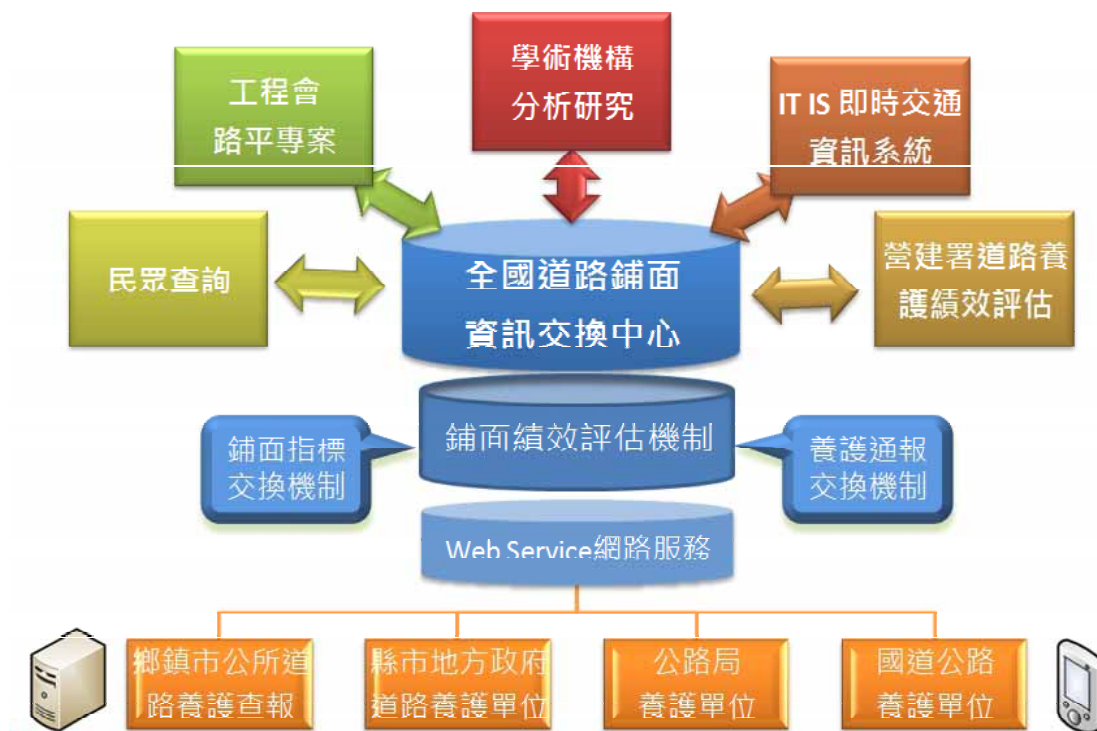 學術機構
分析研究
工程會
路平專案
IT IS 即時交通
資訊系統
民眾查詢
全國道路鋪面
資訊交換中心
營建署道路養
護績效評估
鋪面指標
交換機制
鋪面績效評估機制
養護通報
交換機制
Web Service網路服務
鄉鎮市公所道
路養護查報
縣市地方政府
道路養護單位
公路局
養護單位
國道公路
養護單位